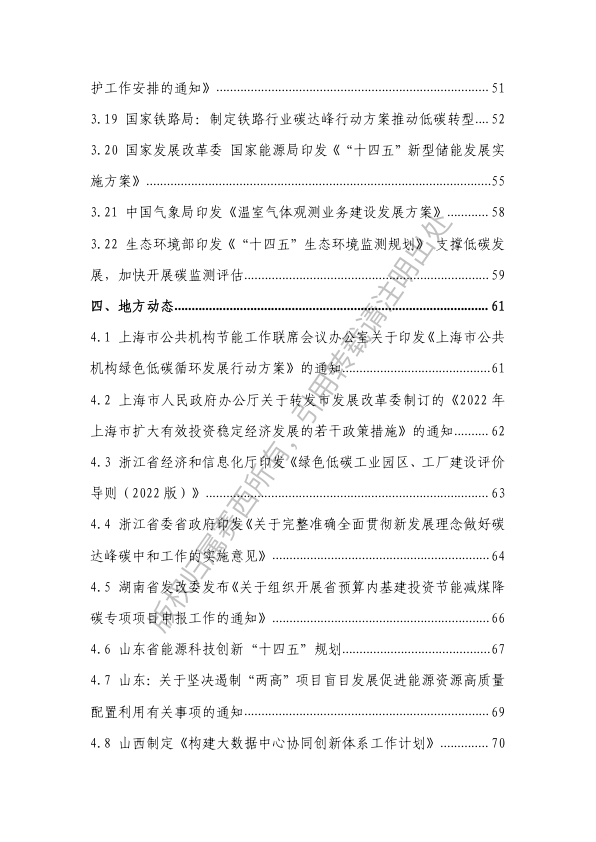 护工作安排的通知》 ................................................................................ 51
3.19 国家铁路局：制定铁路行业碳达峰行动方案推动低碳转型.... 52
3.20 国家发展改革委 国家能源局印发《“十四五”新型储能发展实
施方案》 ....................................................................................................55
3.21 中国气象局印发《温室气体观测业务建设发展方案》 ............ 58
3.22 生态环境部印发《“十四五”生态环境监测规划》 支撑低碳发
展，加快开展碳监测评估....................................................................... 59
四、地方动态........................................................................................... 61
4.1 上海市公共机构节能工作联席会议办公室关于印发《上海市公共
机构绿色低碳循环发展行动方案》的通知...........................................61
4.2 上海市人民政府办公厅关于转发市发展改革委制订的《2022 年
上海市扩大有效投资稳定经济发展的若干政策措施》的通知.......... 62
4.3 浙江省经济和信息化厅印发《绿色低碳工业园区、工厂建设评价
导则（2022 版）》 .................................................................................. 63
4.4 浙江省委省政府印发《关于完整准确全面贯彻新发展理念做好碳
达峰碳中和工作的实施意见》 ............................................................... 64
4.5 湖南省发改委发布《关于组织开展省预算内基建投资节能减煤降
碳专项项目申报工作的通知》 ............................................................... 66
4.6 山东省能源科技创新“十四五”规划...........................................67
4.7 山东：关于坚决遏制“两高”项目盲目发展促进能源资源高质量
配置利用有关事项的通知....................................................................... 69
4.8 山西制定《构建大数据中心协同创新体系工作计划》 .............. 70
版权归属赛西所有，引用转载请注明出处